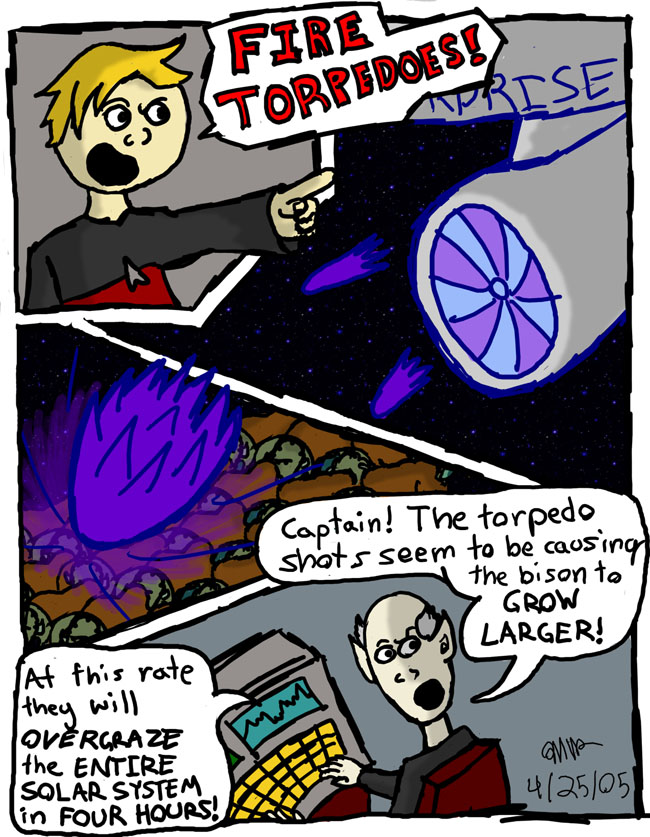 FIRE
TORPEDOES!
RPRISE
Captain! The torpedo
shots seem to be causing
the bison to
GROW
LARGER!
At this rate
they will
OVERGRAZE
the ENTIRE
SOLAR SYSTEM
in FOUR HOURS!
4/25/05